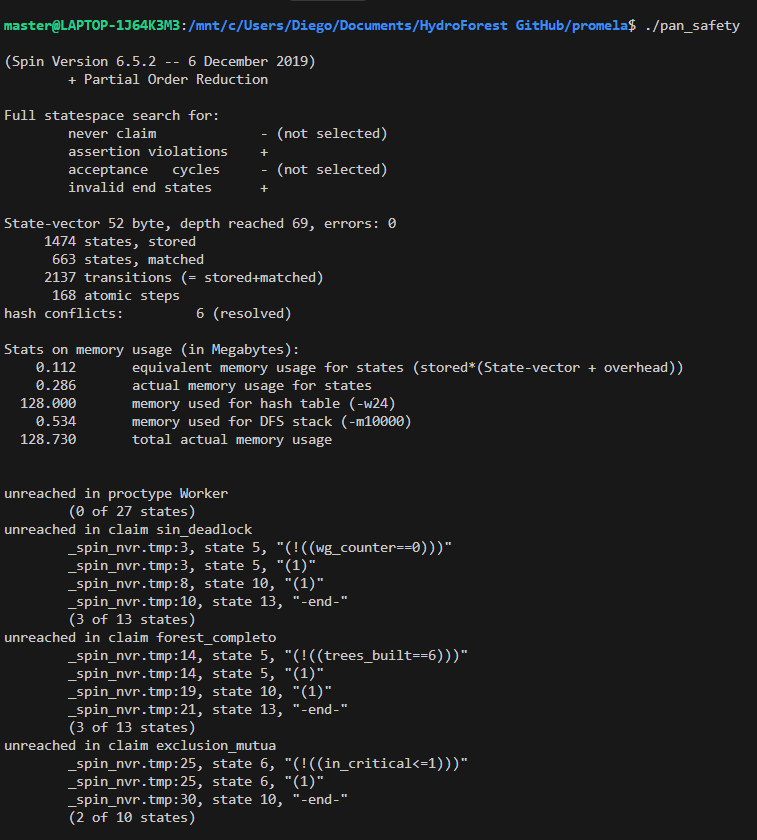 master@LAPTOP-1J64K3M3:/mnt/c/Users/Diego/Documents/HydroForest GitHub/promela$ ./pan_safety
(Spin Version 6.5.2 -- 6 December 2019)
        + Partial Order Reduction
Full statespace search for:
        never claim             - (not selected)
        assertion violations    +
        acceptance   cycles     - (not selected)
        invalid end states      +
State-vector 52 byte, depth reached 69, errors: 0
     1474 states, stored
      663 states, matched
     2137 transitions (= stored+matched)
      168 atomic steps
hash conflicts:         6 (resolved)
Stats on memory usage (in Megabytes):
    0.112       equivalent memory usage for states (stored*(State-vector + overhead))
    0.286       actual memory usage for states
  128.000       memory used for hash table (-w24)
    0.534       memory used for DFS stack (-m10000)
  128.730       total actual memory usage
unreached in proctype Worker
        (0 of 27 states)
unreached in claim sin_deadlock
        _spin_nvr.tmp:3, state 5, "(!((wg_counter==0)))"
        _spin_nvr.tmp:3, state 5, "(1)"
        _spin_nvr.tmp:8, state 10, "(1)"
        _spin_nvr.tmp:10, state 13, "-end-"
        (3 of 13 states)
unreached in claim forest_completo
        _spin_nvr.tmp:14, state 5, "(!((trees_built==6)))"
        _spin_nvr.tmp:14, state 5, "(1)"
        _spin_nvr.tmp:19, state 10, "(1)"
        _spin_nvr.tmp:21, state 13, "-end-"
        (3 of 13 states)
unreached in claim exclusion_mutua
        _spin_nvr.tmp:25, state 6, "(!((in_critical<=1)))"
        _spin_nvr.tmp:25, state 6, "(1)"
        _spin_nvr.tmp:30, state 10, "-end-"
        (2 of 10 states)